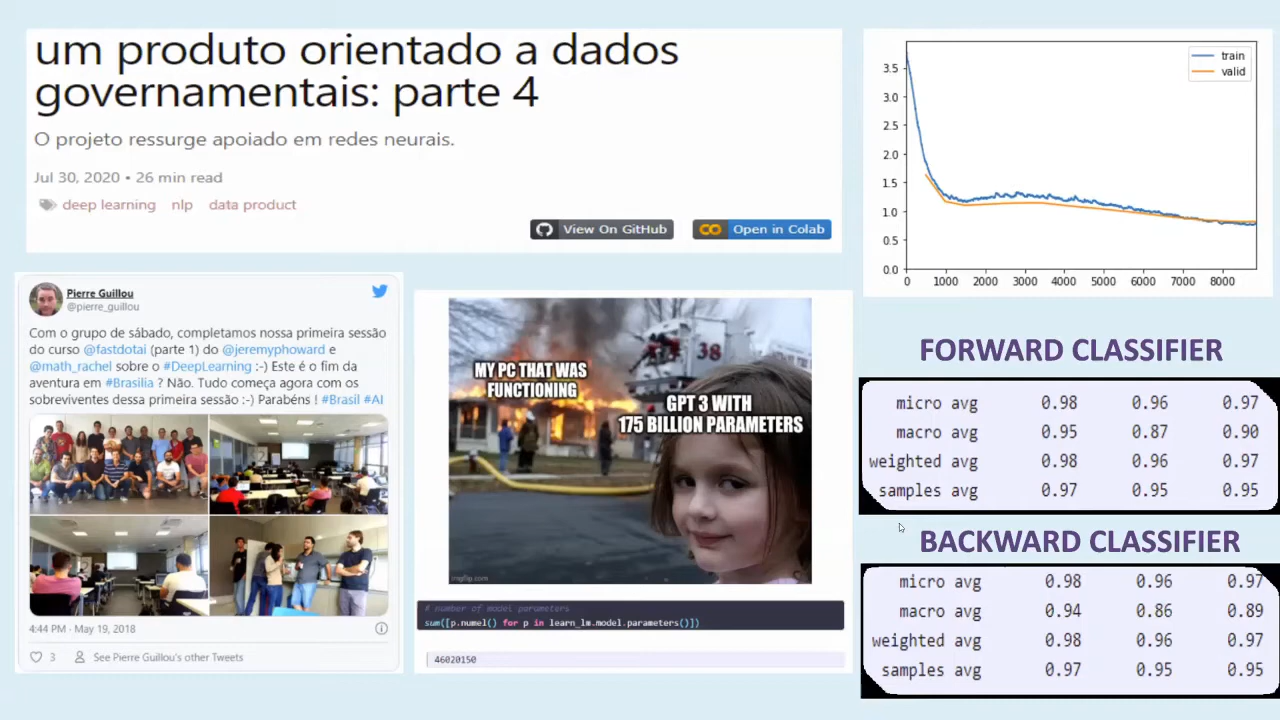 um produto orientado a dados
governamentais: parte 4
O projeto ressurge apoiado em redes neurais.
Jul 30, 2020 • 26 min read
deep learning nlp data product
View On GitHub
Open in Colab
train
valid
3.5
3.0
2.5
2.0
1.5
1.0
0.5
0.0
0 1000 2000 3000 4000 5000 6000 7000 8000
Pierre Guillou
@pierre_guillou
Com o grupo de sábado, completamos nossa primeira sessão
do curso @fastdotai (parte 1) do @jeremyphoward e
@math_rachel sobre o #DeepLearning :-) Este é o fim da
aventura em #Brasilia ? Não. Tudo começa agora com os
sobreviventes dessa primeira sessão :-) Parabéns ! #Brasil #AI
4:44 PM · May 19, 2018
3 See Pierre Guillou's other Tweets
38
MY PC THAT WAS
FUNCTIONING
GPT 3 WITH
175 BILLION PARAMETERS
imgflip.com
# number of model parameters
sum([p.numel() for p in learn_lm.model.parameters()])
46020150
FORWARD CLASSIFIER
micro avg 0.98 0.96 0.97
macro avg 0.95 0.87 0.90
weighted avg 0.98 0.96 0.97
samples avg 0.97 0.95 0.95
BACKWARD CLASSIFIER
micro avg 0.98 0.96 0.97
macro avg 0.94 0.86 0.89
weighted avg 0.98 0.96 0.97
samples avg 0.97 0.95 0.95